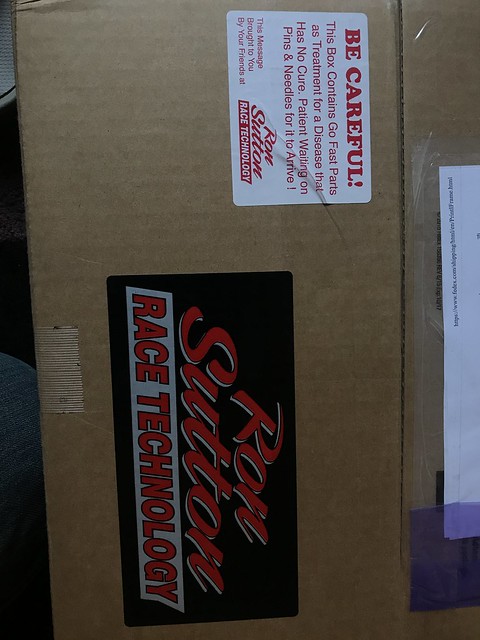 BE CAREFUL!
This Box Contains Go Fast Parts
as Treatment for a Disease that
Has No Cure. Patient Waiting on
Pins & Needles for it to Arrive !
This Message
Brought to You
By Your Friends at
Ron
Sutton
RACE TECHNOLOGY
Ron
Sutton
RACE TECHNOLOGY